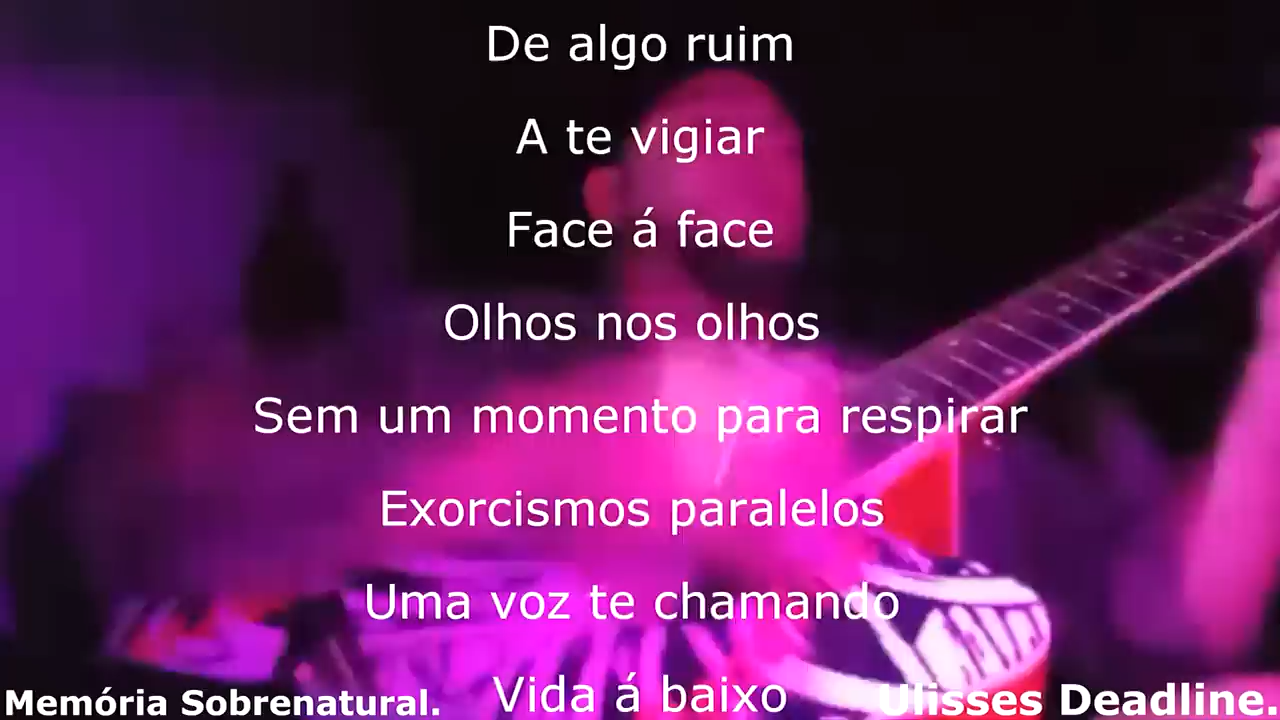 De algo ruim
A te vigiar
Face á face
Olhos nos olhos
Sem um momento para respirar
Exorcismos paralelos
Uma voz te chamando
Vida á baixo
Memória Sobrenatural.
Ulisses Deadline.